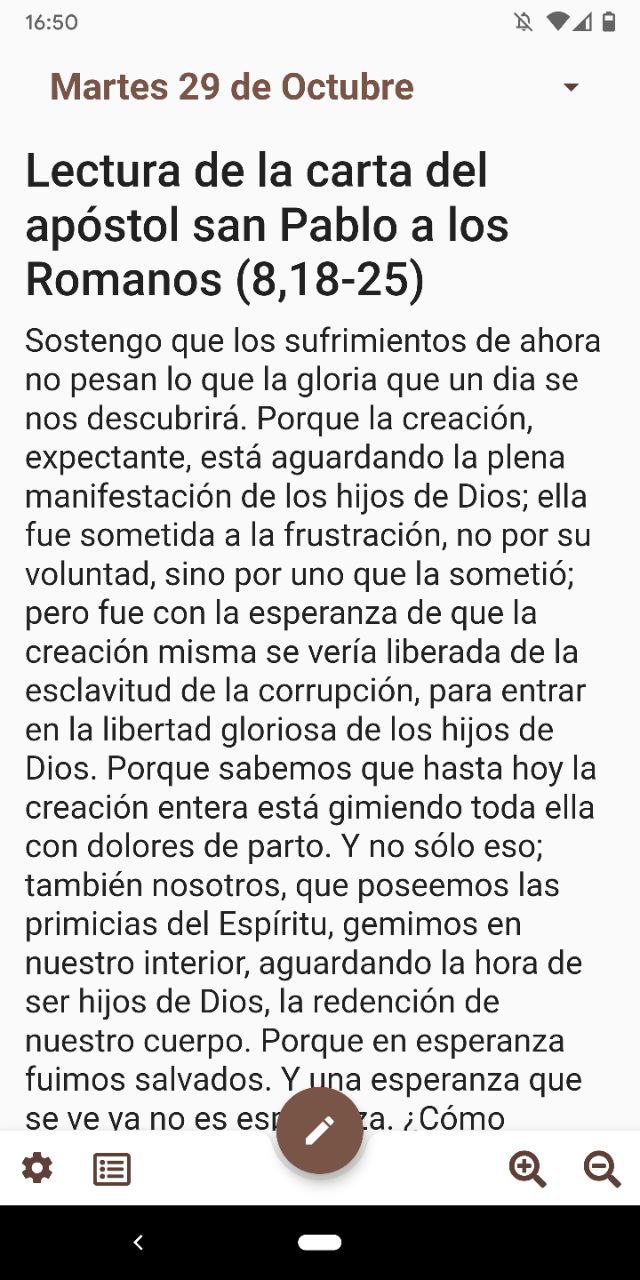 16:50
Martes 29 de Octubre
Lectura de la carta del
apóstol san Pablo a los
Romanos (8,18-25)
Sostengo que los sufrimientos de ahora
no pesan lo que la gloria que un dia se
nos descubrirá. Porque la creación,
expectante, está aguardando la plena
manifestación de los hijos de Dios; ella
fue sometida a la frustración, no por su
voluntad, sino por uno que la sometió;
pero fue con la esperanza de que la
creación misma se vería liberada de la
esclavitud de la corrupción, para entrar
en la libertad gloriosa de los hijos de
Dios. Porque sabemos que hasta hoy la
creación entera está gimiendo toda ella
con dolores de parto. Y no sólo eso;
también nosotros, que poseemos las
primicias del Espíritu, gemimos en
nuestro interior, aguardando la hora de
ser hijos de Dios, la redención de
nuestro cuerpo. Porque en esperanza
fuimos salvados. Y una esperanza que
se ve ya no es ¿Cómo